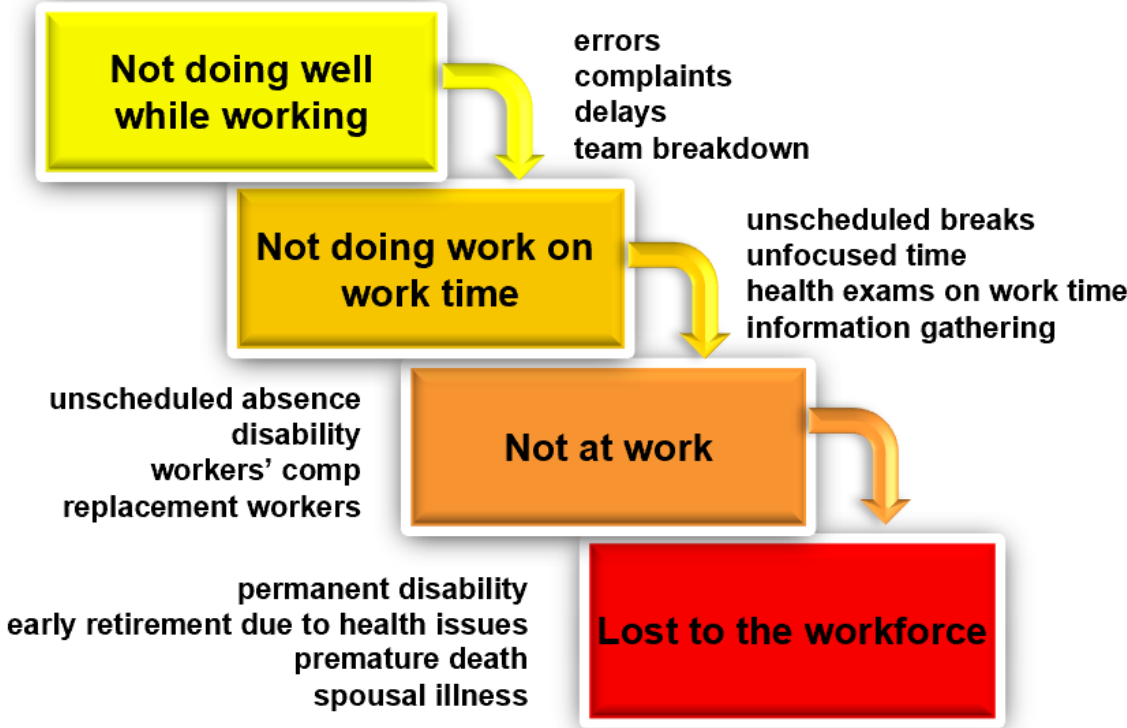 Not doing well
while working
errors
complaints
delays
team breakdown
Not doing work on
work time
unscheduled breaks
unfocused time
health exams on work time
information gathering
unscheduled absence
disability
workers’ comp
replacement workers
Not at work
permanent disability
early retirement due to health issues
premature death
spousal illness
Lost to the workforce